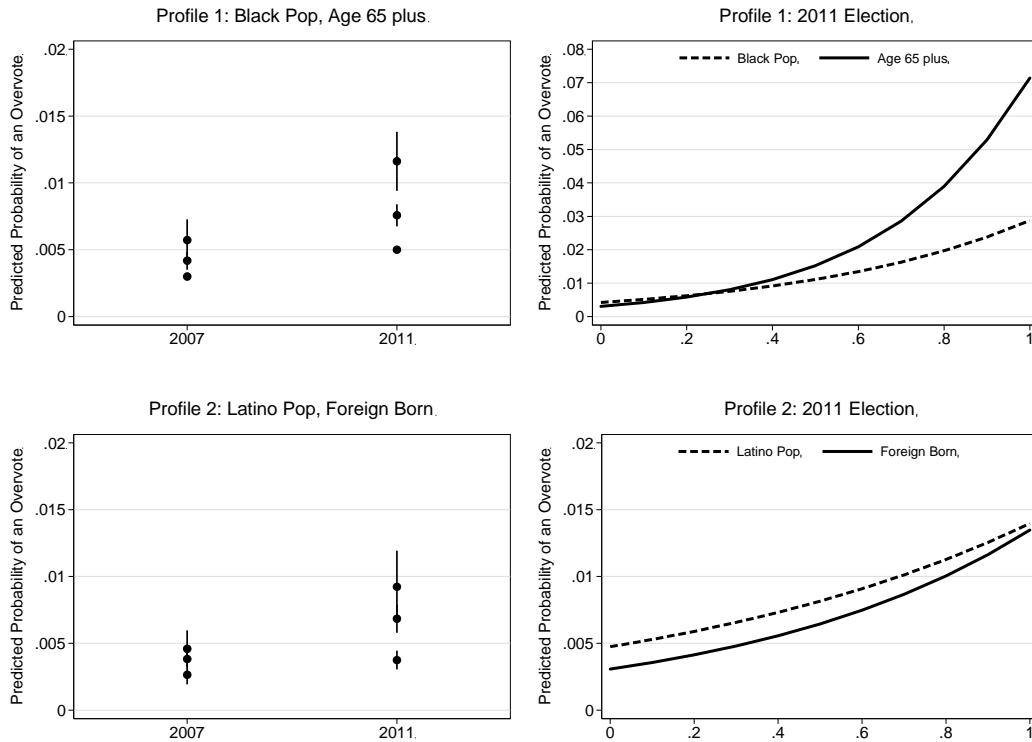 Profile 1: Black Pop, Age 65 plus.
Predicted Probability of an Overvote.
.02.
.015
.01
.005
0
2007
2011.
Profile 1: 2011 Election,
Predicted Probability of an Overvote.
.08.
.07
.06
.05
.04
.03
.02
.01
0
Black Pop, Age 65 plus,
0 .2 .4 .6 .8 1
Profile 2: Latino Pop, Foreign Born.
Predicted Probability of an Overvote.
.02.
.015
.01
.005
0
2007
2011.
Profile 2: 2011 Election,
Predicted Probability of an Overvote.
.02.
.015
.01
.005
0
Latino Pop, Foreign Born,
0 .2 .4 .6 .8 1